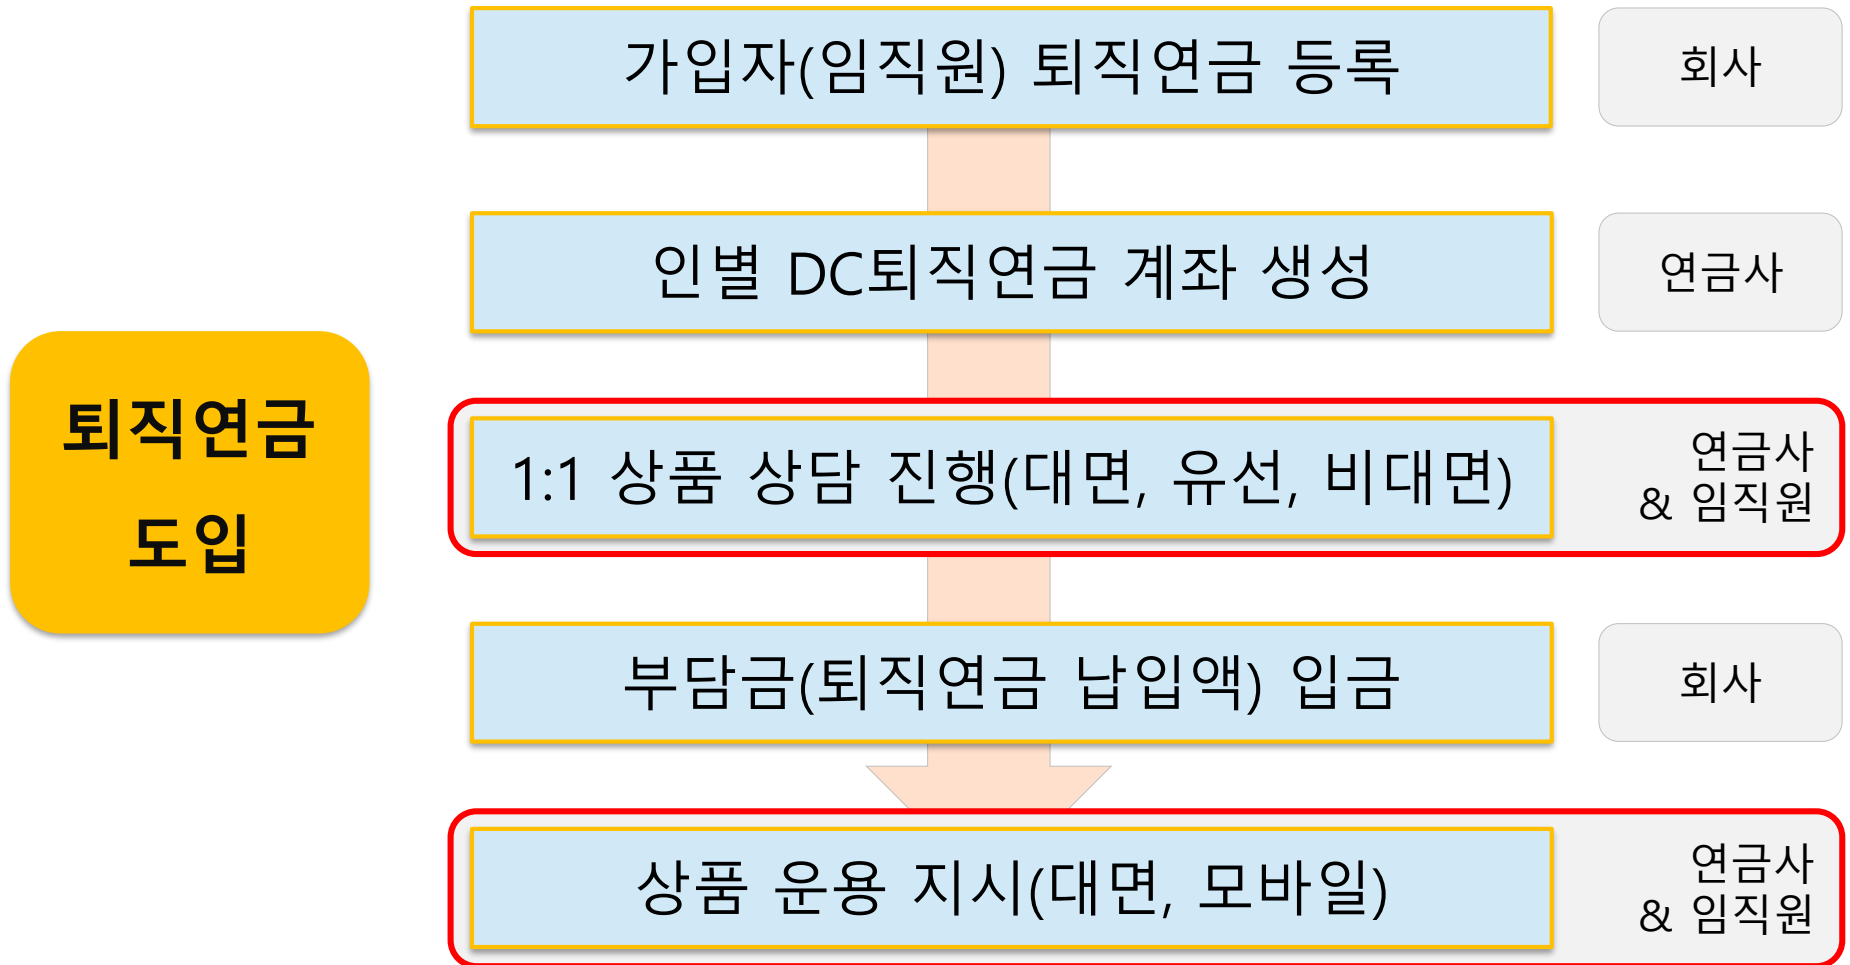 가입자(임직원) 퇴직연금 등록
회사
인별 DC퇴직연금 계좌 생성
연금사
퇴직연금
도입
1:1 상품 상담 진행(대면, 유선, 비대면)
연금사
& 임직원
부담금(퇴직연금 납입액) 입금
회사
상품 운용 지시(대면, 모바일)
연금사
& 임직원